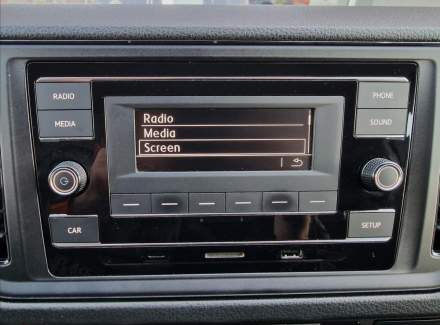 RADIO
MEDIA
Radio
Media
Screen
PHONE
SOUND
CAR
SETUP